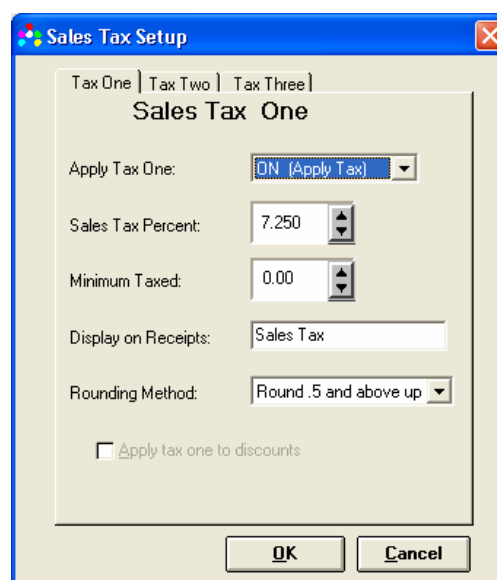 Sales Tax Setup
Tax One Tax Two Tax Three
Sales Tax One
Apply Tax One: ON (Apply Tax)
Sales Tax Percent: 7.250
Minimum Taxed: 0.00
Display on Receipts: Sales Tax
Rounding Method: Round .5 and above up
Apply tax one to discounts
OK Cancel